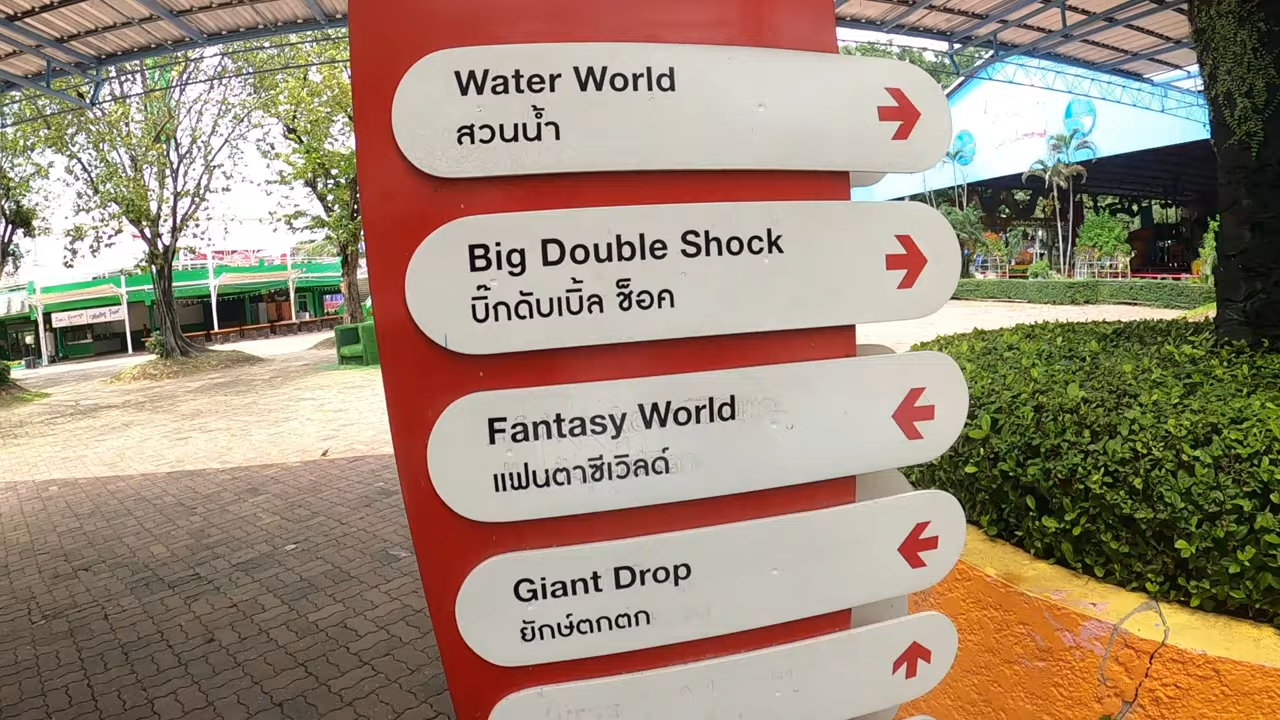 Water World
สวนน้ำ
Big Double Shock
บิ๊กดับเบิ้ล ช็อค
Fantasy World
แฟนตาซีเวิลด์
Giant Drop
ยักษ์ตกตก